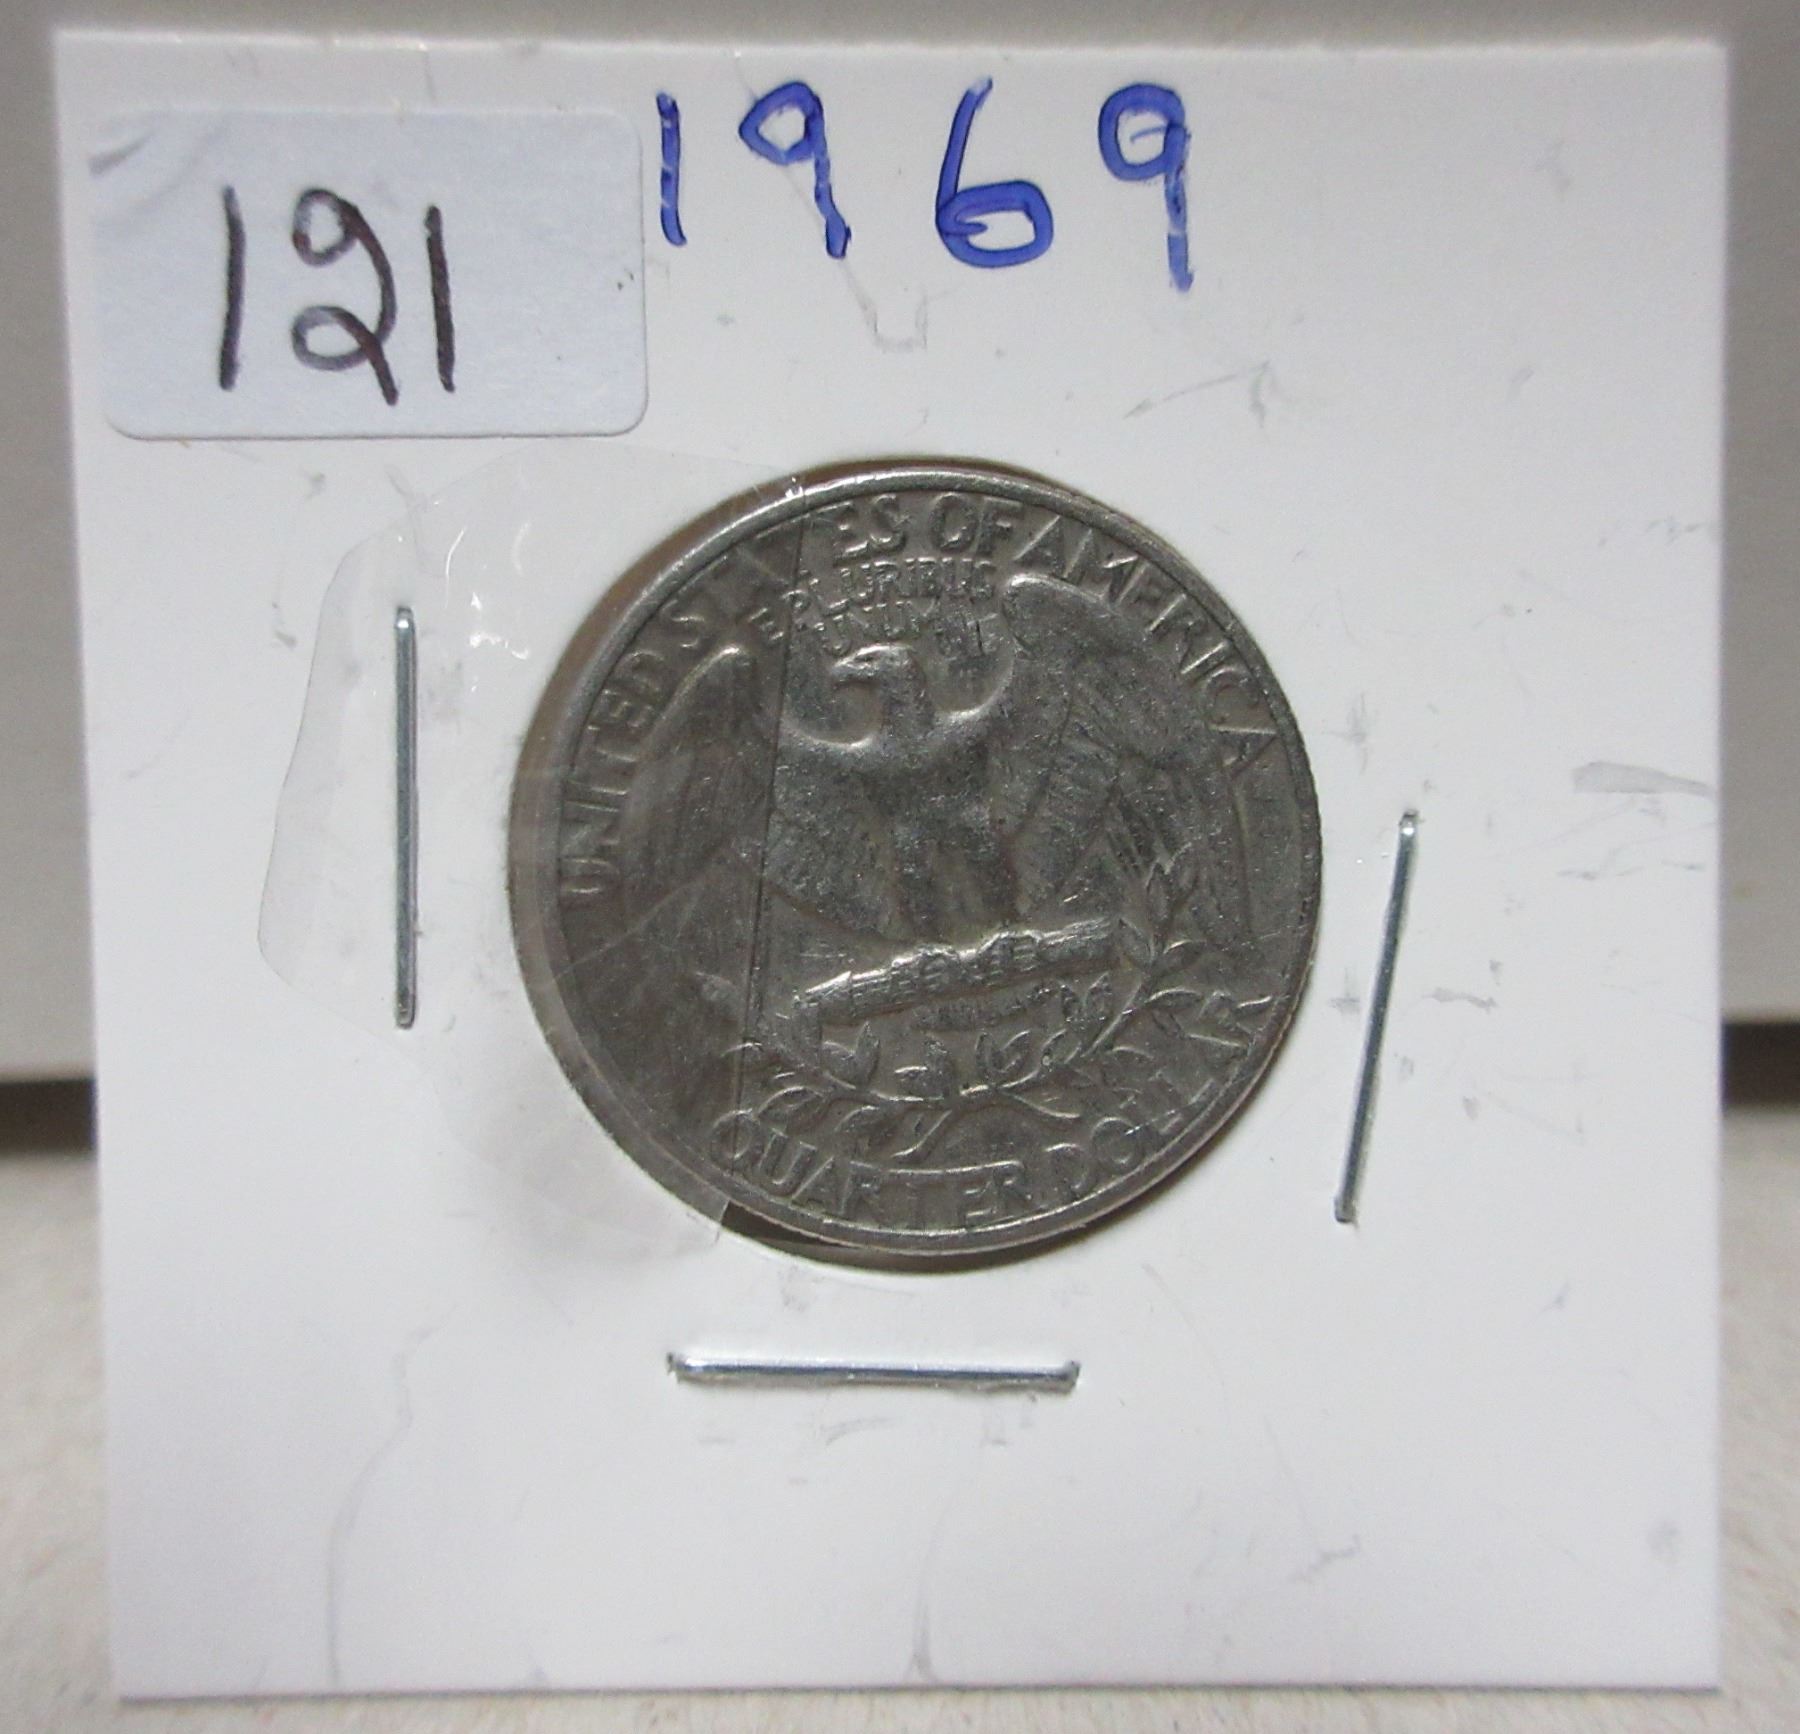 1969
121
UNITED STATES OF AMERICA
E PLURIBUS
UNUM
QUARTER DOLLAR